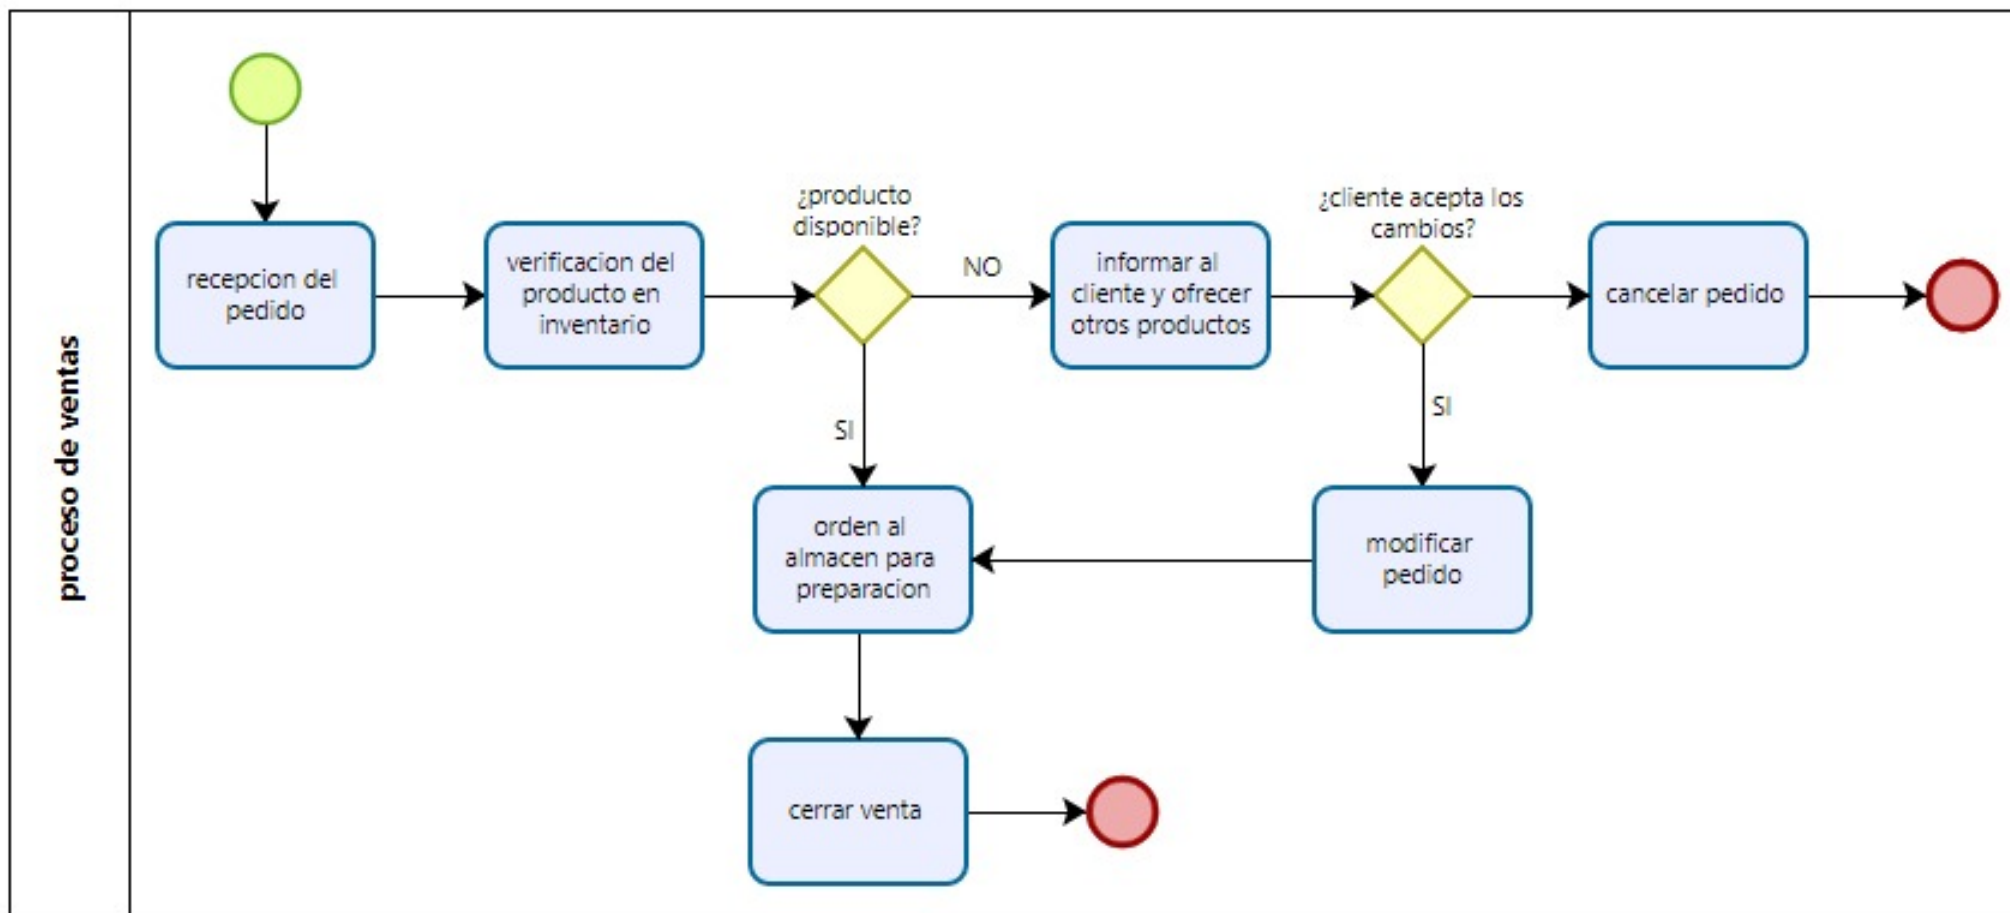 proceso de ventas
recepcion del
pedido
verificacion del
producto en
inventario
¿producto
disponible?
NO
informar al
cliente y ofrecer
otros productos
¿cliente acepta los
cambios?
cancelar pedido
SI
SI
orden al
almacen para
preparacion
modificar
pedido
cerrar venta